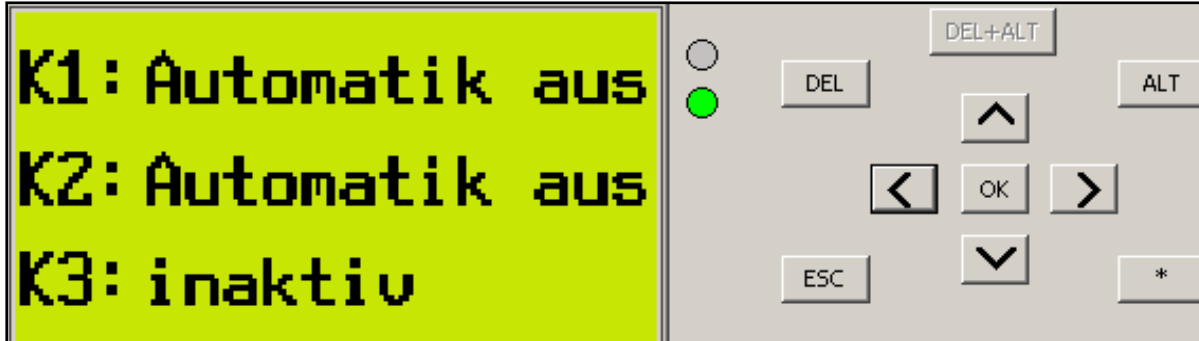 K1: Automatik aus
K2: Automatik aus
K3: inaktiv
DEL+ALT
DEL
ALT
OK
ESC
*